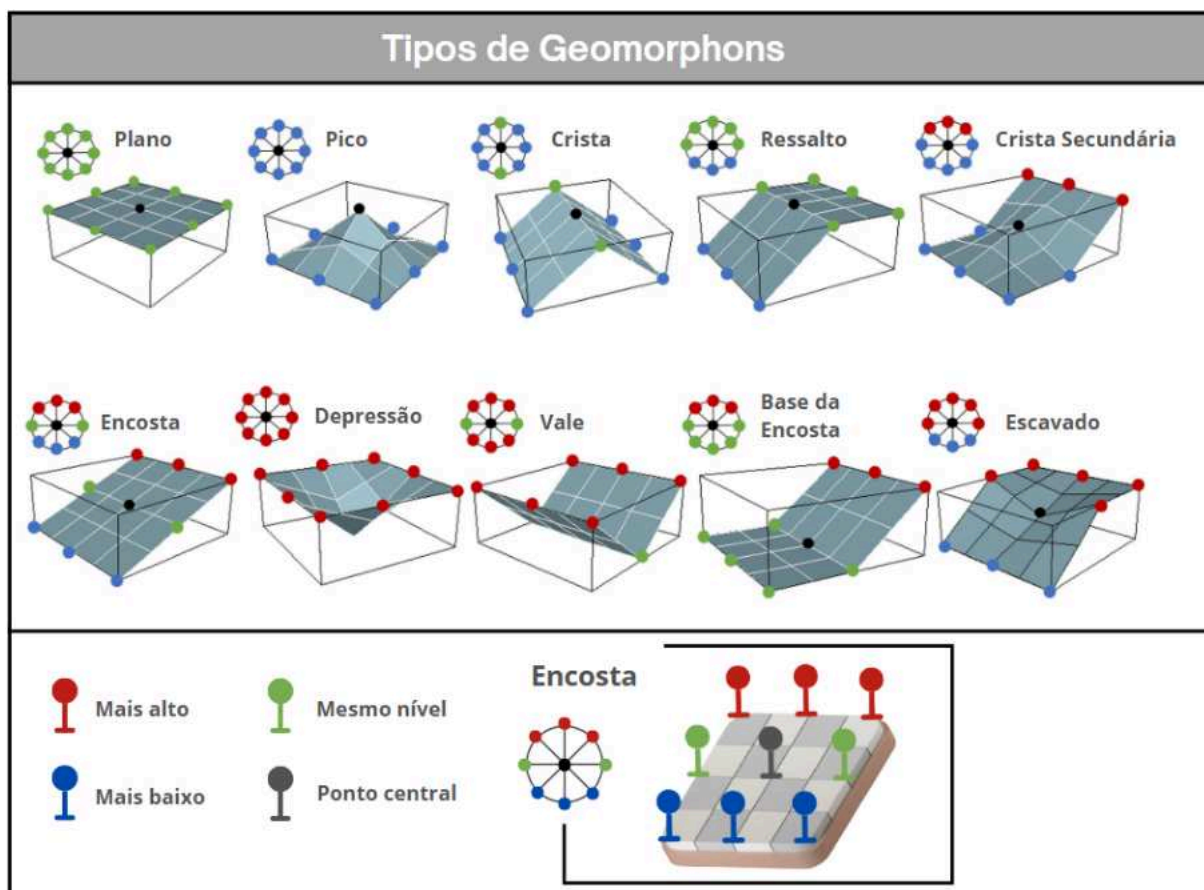 Tipos de Geomorphons
Plano
Pico
Crista
Ressalto
Crista Secundária
Encosta
Depressão
Vale
Base da
Encosta
Escavado
Mais alto
Mesmo nível
Mais baixo
Ponto central
Encosta